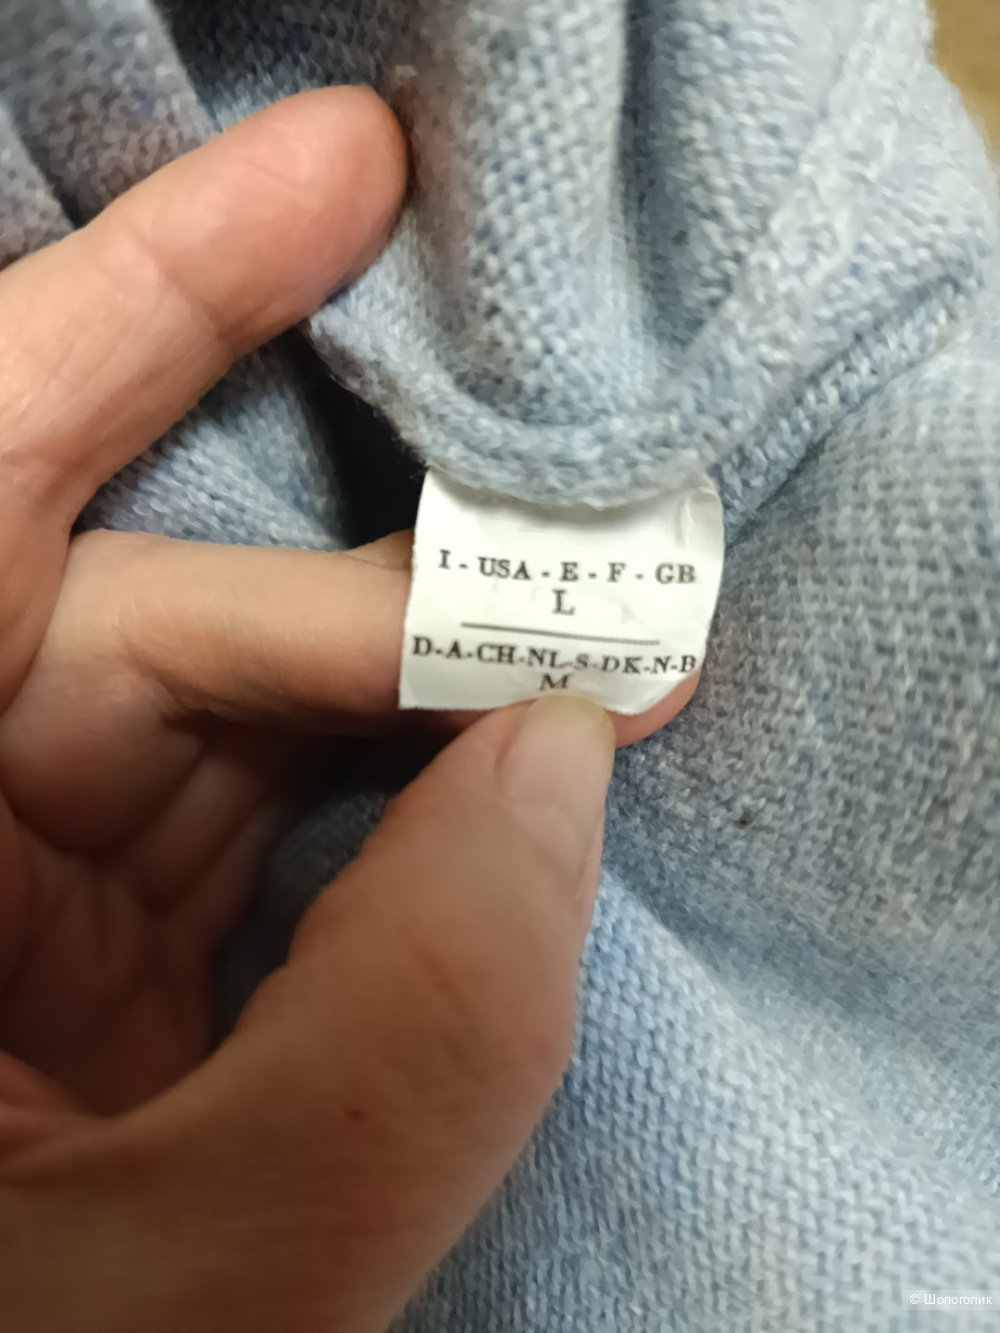 I - USA - E - F - GB
L
D-A-CH-NL-S-DK-N-B
M
© Шопоголик